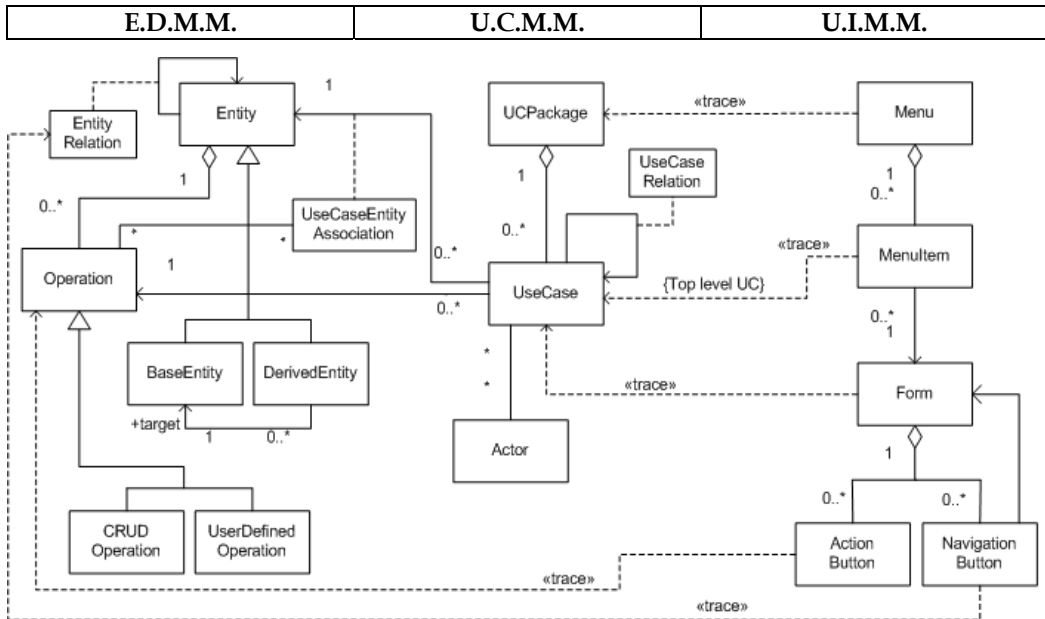 E.D.M.M.
U.C.M.M.
U.I.M.M.
Entity
Relation
Entity
1
UCPackage
«trace»
Menu
1
0..*
1
0..*
UseCase
Relation
1
0..*
UseCaseEntity
Association
*
*
Operation
1
0..*
0..*
UseCase
{Top level UC}
«trace»
MenuItem
0..*
1
BaseEntity
DerivedEntity
+target
1
0..*
*
*
Actor
«trace»
Form
1
0..*
0..*
CRUD
Operation
UserDefined
Operation
Action
Button
Navigation
Button
«trace»
«trace»